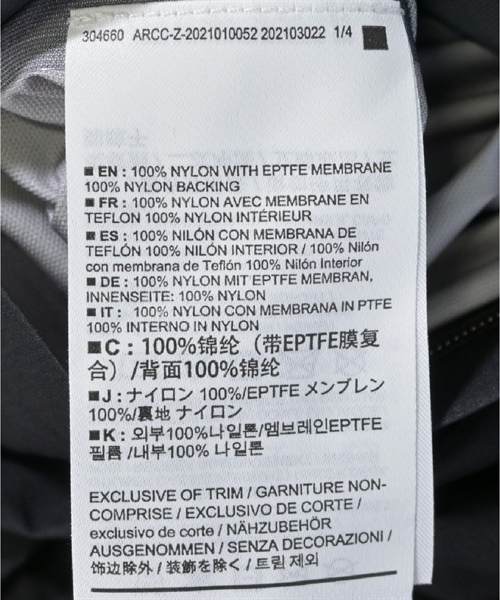 304660 ARCC-Z-2021010052 202103022 1/4
■ EN : 100% NYLON WITH EPTFE MEMBRANE
100% NYLON BACKING
■ FR : 100% NYLON AVEC MEMBRANE EN
TEFLON 100% NYLON INTÉRIEUR
■ ES : 100% NILÓN CON MEMBRANA DE
TEFLÓN 100% NILÓN INTERIOR / 100% Nilón
con membrana de Teflón 100% Nilón Interior
■ DE : 100% NYLON MIT EPTFE MEMBRAN,
INNENSEITE: 100% NYLON
■ IT : 100% NYLON CON MEMBRANA IN PTFE
100% INTERNO IN NYLON
■ C : 100%锦纶（带EPTFE膜复
合）/背面100%锦纶
■ J : ナイロン 100%/EPTFE メンブレン
100%/裏地 ナイロン
■ K : 외부100%나일론/멤브레인EPTFE
필름 /내부100% 나일론
EXCLUSIVE OF TRIM / GARNITURE NON-
COMPRISE / EXCLUSIVO DE CORTE /
exclusivo de corte / NÄHZUBEHÖR
AUSGENOMMEN / SENZA DECORAZIONI /
饰边除外 / 装飾を除く / 트림 제외